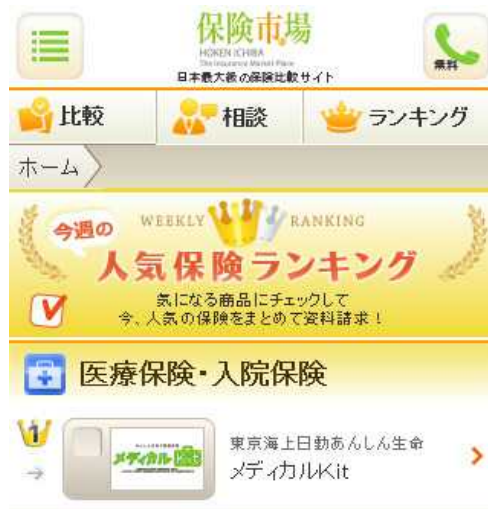 保険市場
HOKEN ICHIBA
The Insurance Market Place
日本最大級の保険比較サイト
無料
比較
相談
ランキング
ホーム
今週の
WEEKLY RANKING
人気保険ランキング
気になる商品にチェックして
今、人気の保険をまとめて資料請求！
医療保険・入院保険
1
メディカル Kit
東京海上日動あんしん生命
メディカルKit